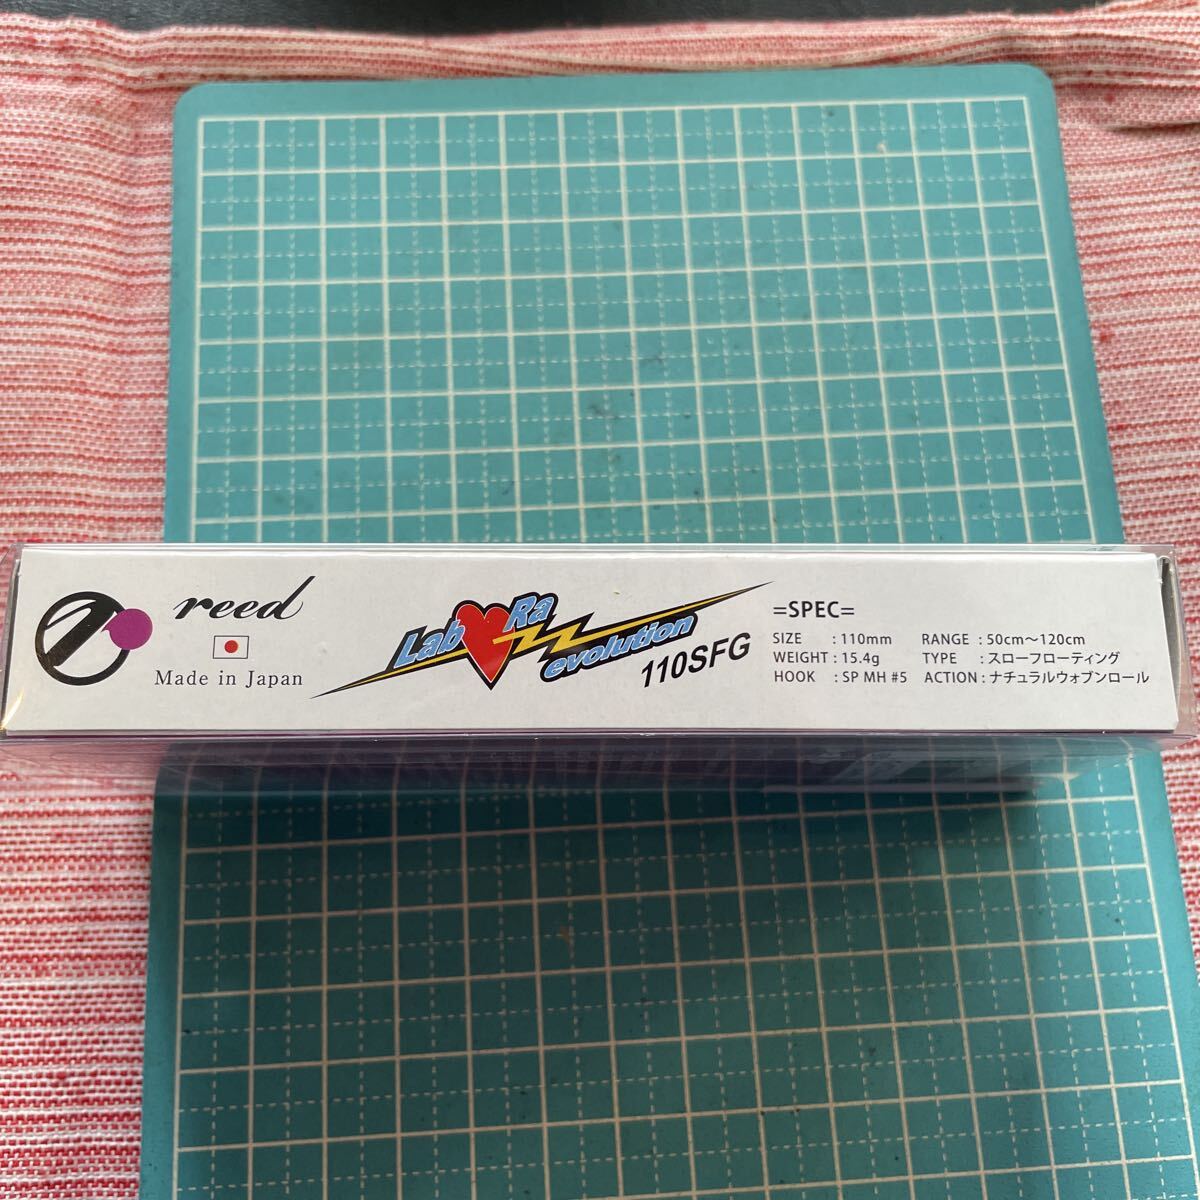 reed
Made in Japan
Lab Ra
evolution
110SFG
=SPEC=
SIZE : 110mm RANGE : 50cm～120cm
WEIGHT : 15.4g TYPE : スローフローティング
HOOK : SP MH #5 ACTION : ナチュラルウォブンロール